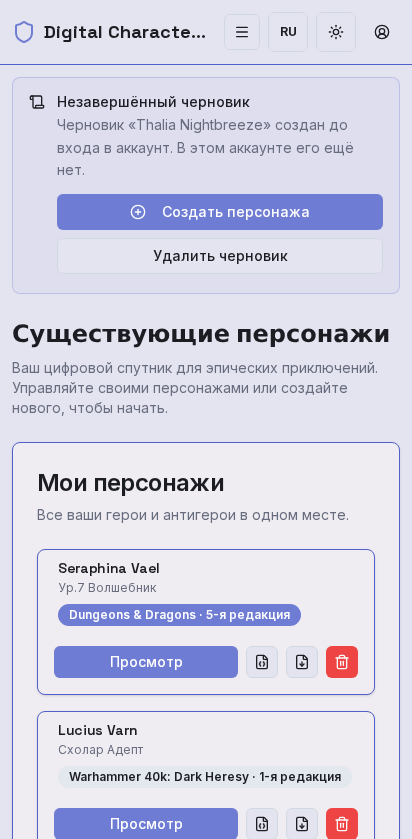 Digital Characte...
RU
Незавершённый черновик
Черновик «Thalia Nightbreeze» создан до
входа в аккаунт. В этом аккаунте его ещё
нет.
Создать персонажа
Удалить черновик
Существующие персонажи
Ваш цифровой спутник для эпических приключений.
Управляйте своими персонажами или создайте
нового, чтобы начать.
Мои персонажи
Все ваши герои и антигерои в одном месте.
Seraphina Vael
Ур.7 Волшебник
Dungeons & Dragons · 5-я редакция
Просмотр
Lucius Varn
Схолар Адепт
Warhammer 40k: Dark Heresy · 1-я редакция
Просмотр